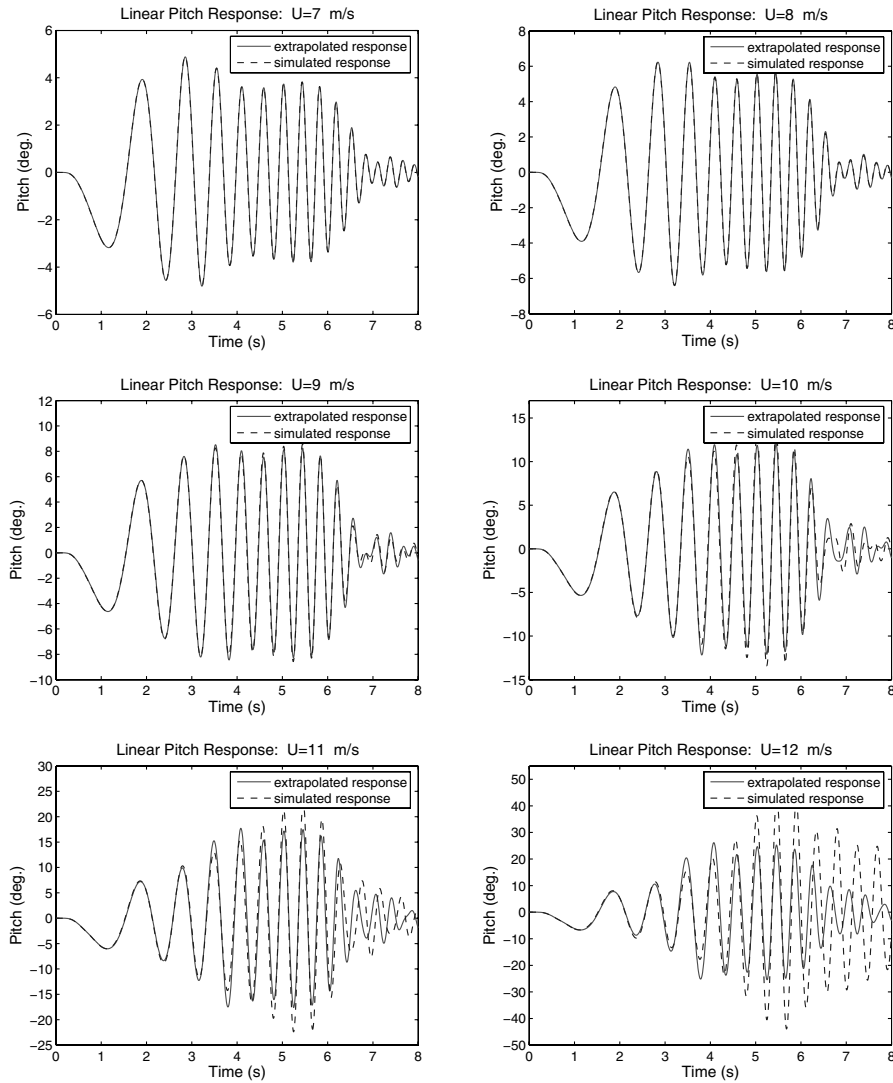 Linear Pitch Response: U=7 m/s
6
4
2
0
−2
−4
−6
Pitch (deg.)
extrapolated response
simulated response
0 1 2 3 4 5 6 7 8
Time (s)
Linear Pitch Response: U=8 m/s
8
6
4
2
0
−2
−4
−6
−8
Pitch (deg.)
extrapolated response
simulated response
0 1 2 3 4 5 6 7 8
Time (s)
Linear Pitch Response: U=9 m/s
12
10
8
6
4
2
0
−2
−4
−6
−8
−10
Pitch (deg.)
extrapolated response
simulated response
0 1 2 3 4 5 6 7 8
Time (s)
Linear Pitch Response: U=10 m/s
15
10
5
0
−5
−10
−15
Pitch (deg.)
extrapolated response
simulated response
0 1 2 3 4 5 6 7 8
Time (s)
Linear Pitch Response: U=11 m/s
30
25
20
15
10
5
0
−5
−10
−15
−20
−25
Pitch (deg.)
extrapolated response
simulated response
0 1 2 3 4 5 6 7 8
Time (s)
Linear Pitch Response: U=12 m/s
50
40
30
20
10
0
−10
−20
−30
−40
−50
Pitch (deg.)
extrapolated response
simulated response
0 1 2 3 4 5 6 7 8
Time (s)